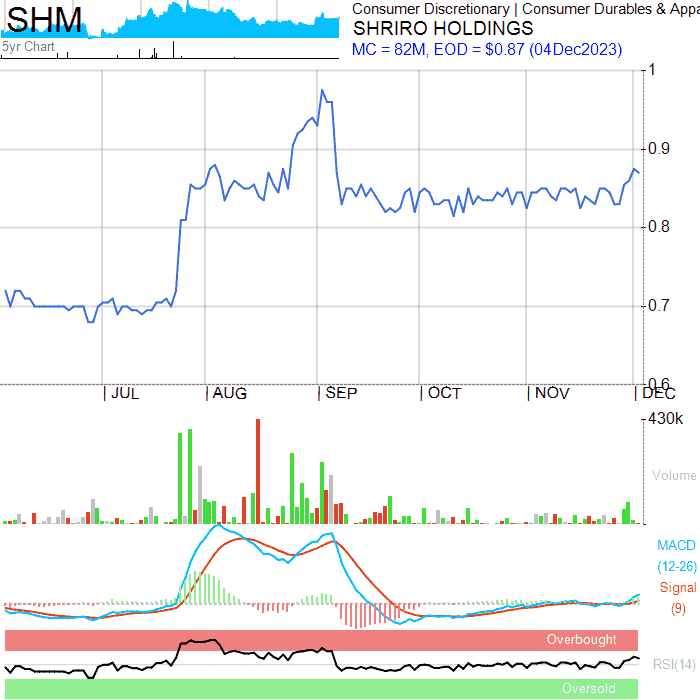 SHM
5yr Chart
Consumer Discretionary | Consumer Durables & Appa
SHRIRO HOLDINGS
MC = 82M, EOD = $0.87 (04Dec2023)
1
0.9
0.8
0.7
0.6
JUL AUG SEP OCT NOV DEC
430k
Volume
MACD
(12-26)
Signal
(9)
Overbought
RSI(14)
Oversold